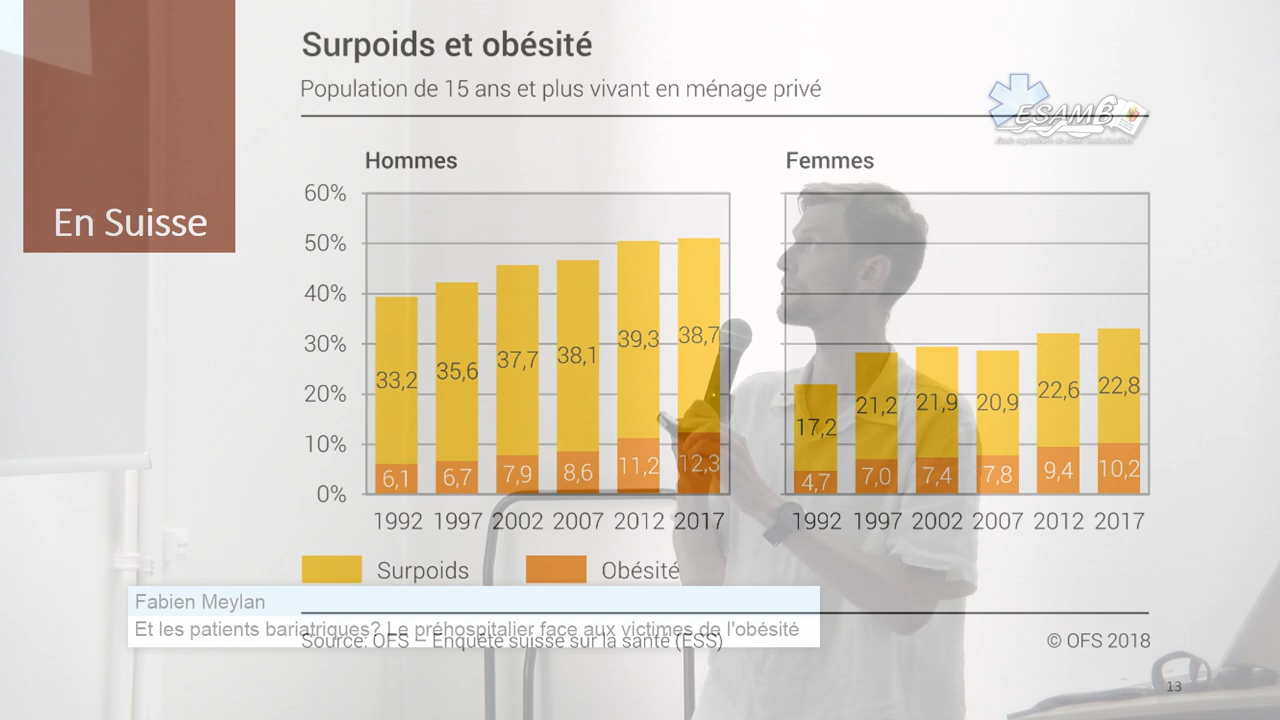 Surpoids et obésité
Population de 15 ans et plus vivant en ménage privé
ESAMB
En Suisse
Hommes
Femmes
60%
50%
40%
30%
20%
10%
0%
33,2 35,6 37,7 38,1 39,3 38,7
6,1 6,7 7,9 8,6 11,2 12,3
17,2 21,2 21,9 20,9 22,6 22,8
4,7 7,0 7,4 7,8 9,4 10,2
1992 1997 2002 2007 2012 2017
1992 1997 2002 2007 2012 2017
Surpoids Obésité
Fabien Meylan
Et les patients bariatriques? Le préhospitalier face aux victimes de l'obésité
Source: OFS – Enquête suisse sur la santé (ESS)
© OFS 2018
13